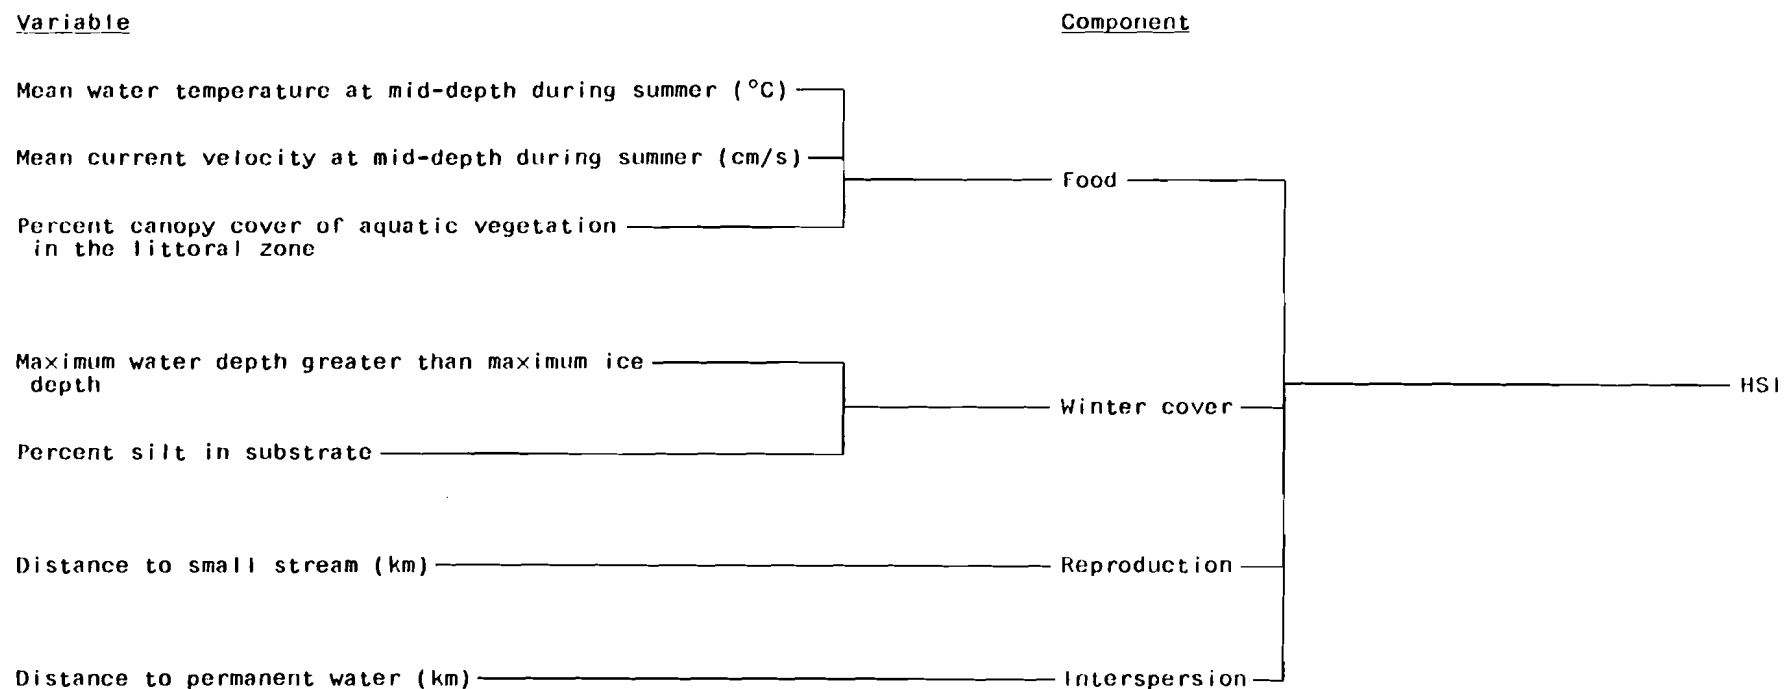 Variable Component
Mean water temperature at mid-depth during summer (°C)
Mean current velocity at mid-depth during summer (cm/s)
Food
Percent canopy cover of aquatic vegetation
in the littoral zone
Maximum water depth greater than maximum ice
depth
HSI
Winter cover
Percent silt in substrate
Distance to small stream (km) Reproduction
Distance to permanent water (km) Interspersion